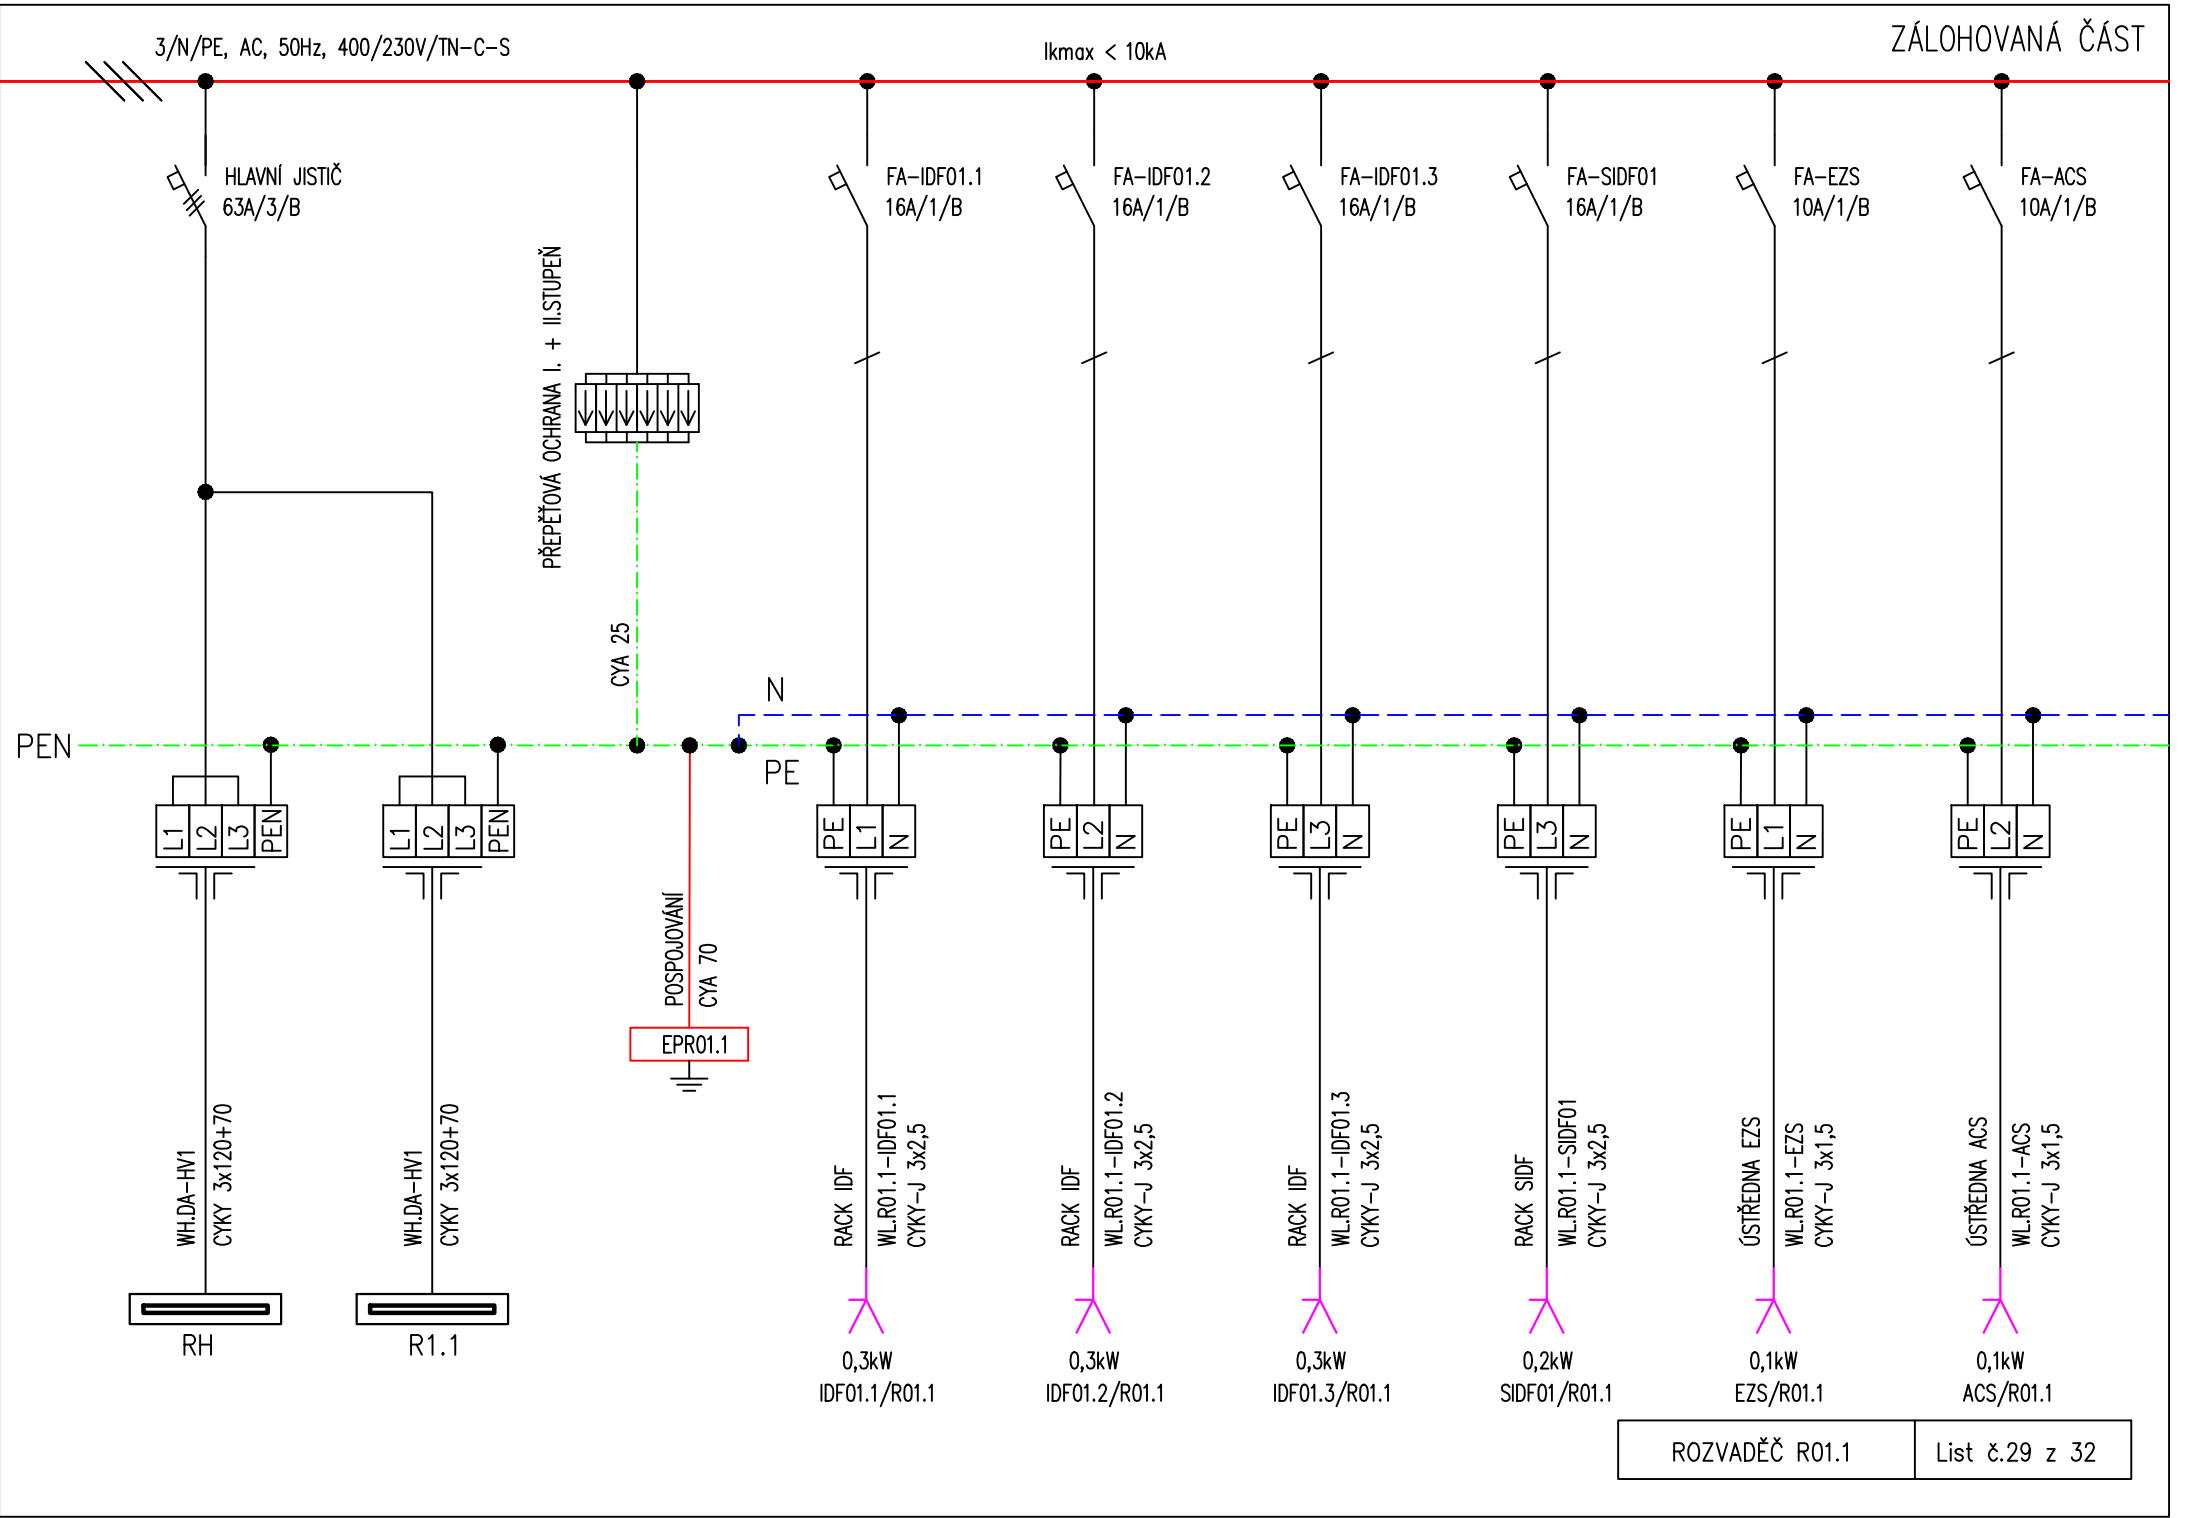 3/N/PE, AC, 50Hz, 400/230V/TN-C-S
Ikmax < 10kA
ZÁLOHOVANÁ ČÁST
HLAVNÍ JISTIČ
63A/3/B
FA-IDF01.1
16A/1/B
FA-IDF01.2
16A/1/B
FA-IDF01.3
16A/1/B
FA-SIDF01
16A/1/B
FA-EZS
10A/1/B
FA-ACS
10A/1/B
PŘEPĚŤOVÁ OCHRANA I. + II.STUPEŇ
CYA 25
N
PEN
PE
L1 L2 L3 PEN
L1 L2 L3 PEN
PE L1 N
PE L2 N
PE L3 N
PE L3 N
PE L1 N
PE L2 N
POSPOJOVÁNÍ
CYA 70
EPR01.1
WH.DA-HV1
CYKY 3x120+70
WH.DA-HV1
CYKY 3x120+70
RACK IDF
WL.R01.1-IDF01.1
CYKY-J 3x2,5
RACK IDF
WL.R01.1-IDF01.2
CYKY-J 3x2,5
RACK IDF
WL.R01.1-IDF01.3
CYKY-J 3x2,5
RACK SIDF
WL.R01.1-SIDF01
CYKY-J 3x2,5
ÚSTŘEDNA EZS
WL.R01.1-EZS
CYKY-J 3x1,5
ÚSTŘEDNA ACS
WL.R01.1-ACS
CYKY-J 3x1,5
RH
R1.1
0,3kW
IDF01.1/R01.1
0,3kW
IDF01.2/R01.1
0,3kW
IDF01.3/R01.1
0,2kW
SIDF01/R01.1
0,1kW
EZS/R01.1
0,1kW
ACS/R01.1
ROZVADĚČ R01.1
List č.29 z 32